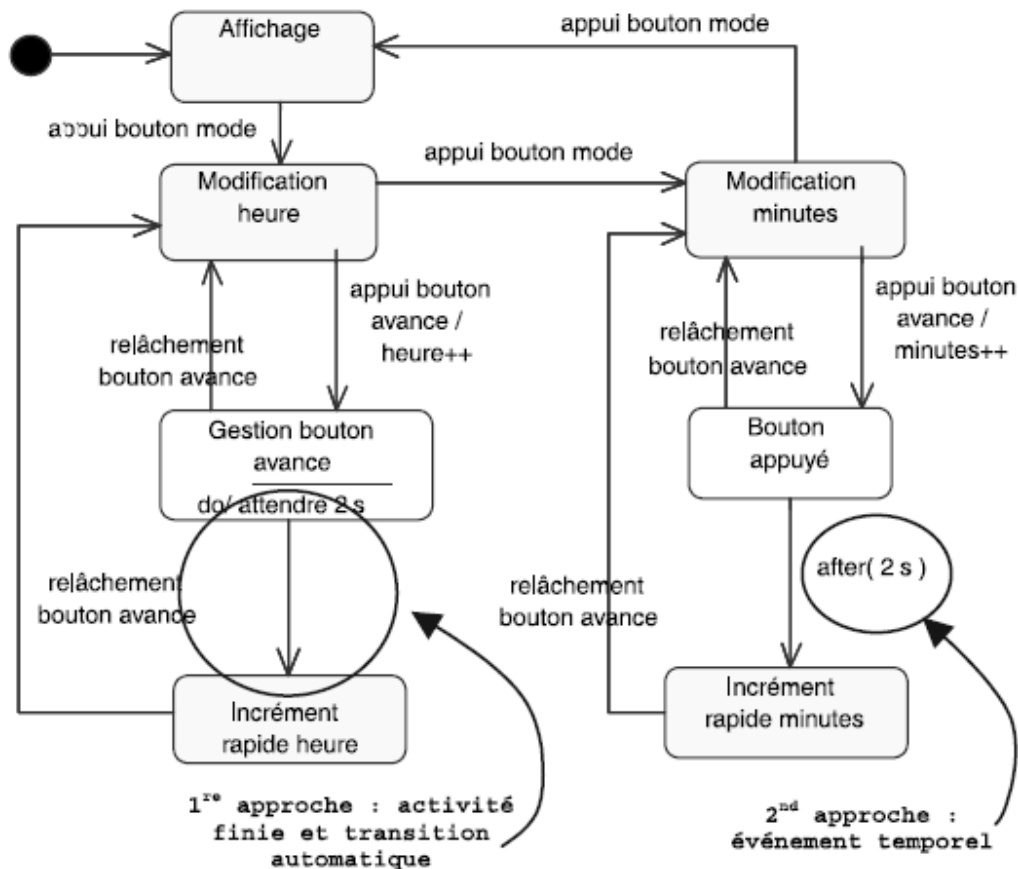 Affichage
appui bouton mode
aɔɔui bouton mode
appui bouton mode
Modification
heure
Modification
minutes
appui bouton
avance /
heure++
relâchement
bouton avance
appui bouton
avance /
minutes++
relâchement
bouton avance
Gestion bouton
avance
do/ attendre 2 s
Bouton
appuyé
relâchement
bouton avance
relâchement
bouton avance
after( 2 s )
Incrément
rapide heure
Incrément
rapide minutes
1re approche : activité
finie et transition
automatique
2nd approche :
événement temporel